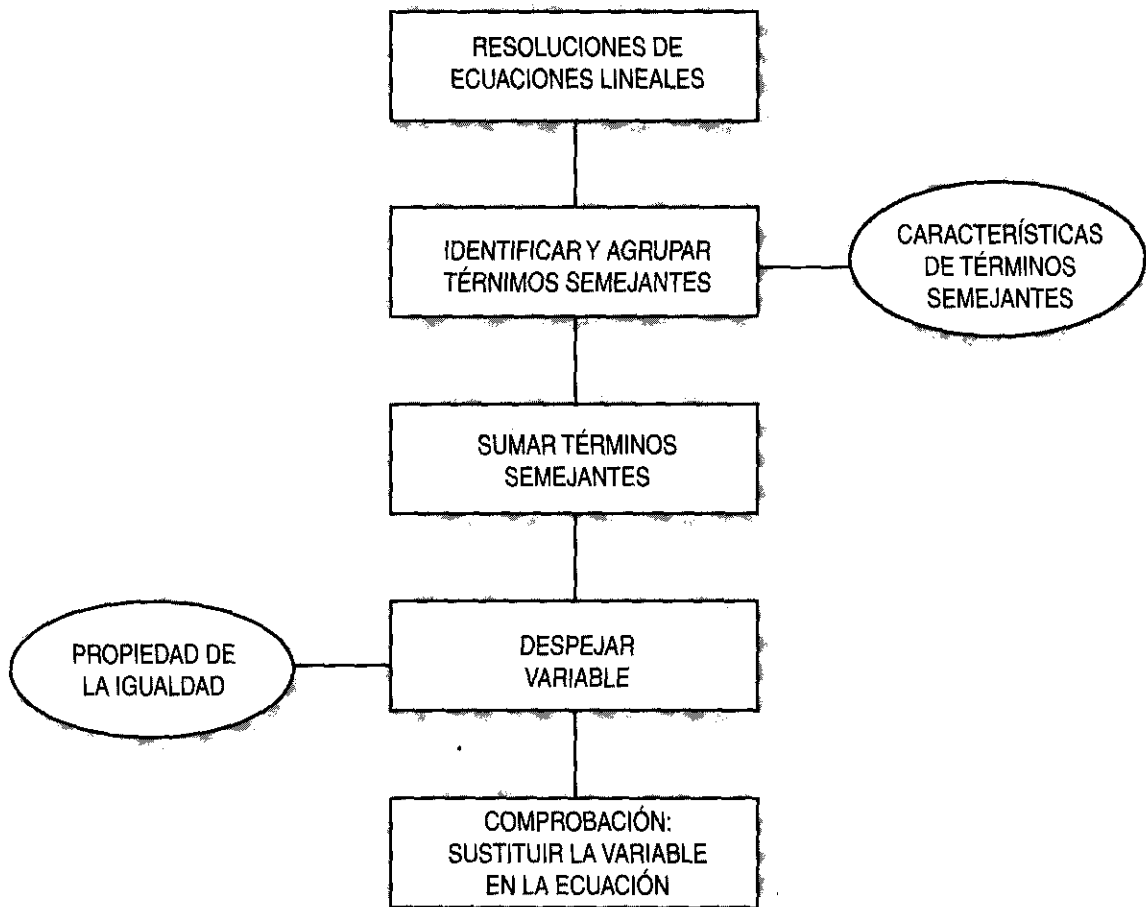 RESOLUCIONES DE
ECUACIONES LINEALES
IDENTIFICAR Y AGRUPAR
TÉRNIMOS SEMEJANTES
CARACTERÍSTICAS
DE TÉRMINOS
SEMEJANTES
SUMAR TÉRMINOS
SEMEJANTES
PROPIEDAD DE
LA IGUALDAD
DESPEJAR
VARIABLE
COMPROBACIÓN:
SUSTITUIR LA VARIABLE
EN LA ECUACIÓN